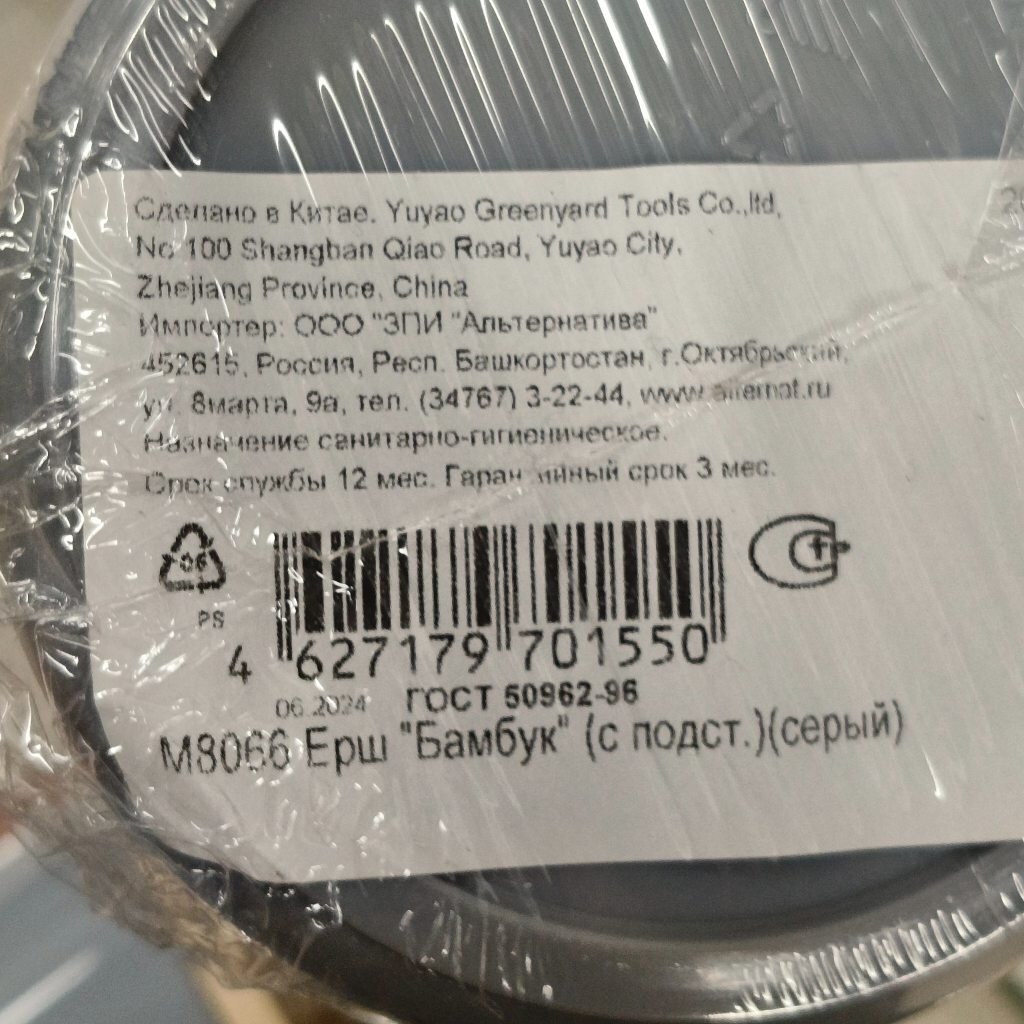 Сделано в Китае. Yuyao Greenyard Tools Co.,ltd,
No 100 Shangban Qiao Road, Yuyao City,
Zhejiang Province, China
Импортер: ООО "ЗПИ "Альтернатива"
452615, Россия, Респ. Башкортостан, г.Октябрьский,
ул. 8марта, 9а, тел. (34767) 3-22-44, www.alternat.ru
Назначение санитарно-гигиеническое.
Срок службы 12 мес. Гарантийный срок 3 мес.
06
PS
4 627179 701550
06.2024 ГОСТ 50962-96
М8066 Ерш "Бамбук" (с подст.)(серый)